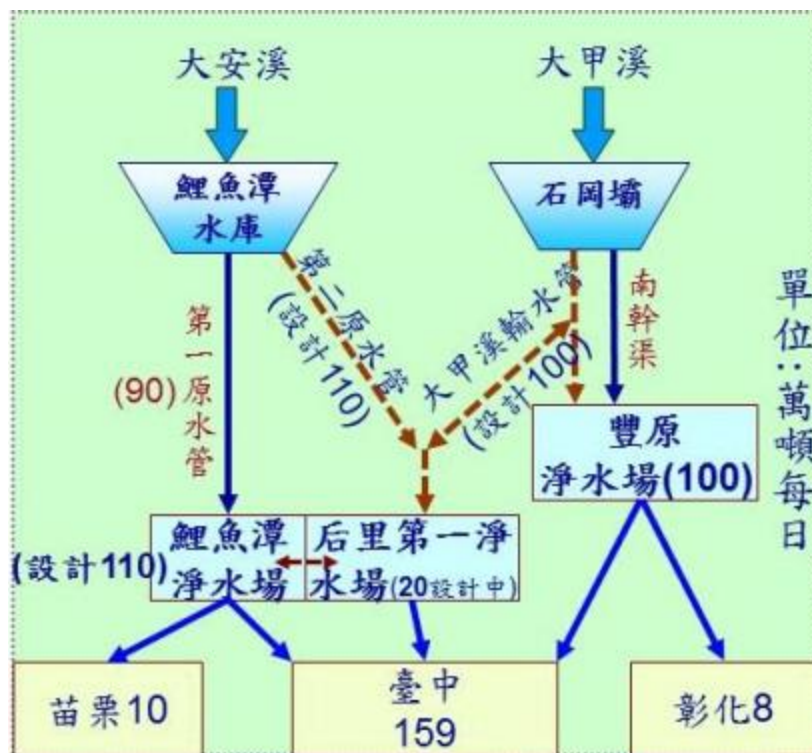 大安溪
大甲溪
鯉魚潭
水庫
石岡壩
第一原水管
(90)
第二原水管
(設計110)
大甲溪輸水管
(設計100)
南幹渠
單位:萬噸每日
豐原
淨水場(100)
(設計110)
鯉魚潭
淨水場
后里第一淨
水場(20設計中)
苗栗10
臺中
159
彰化8